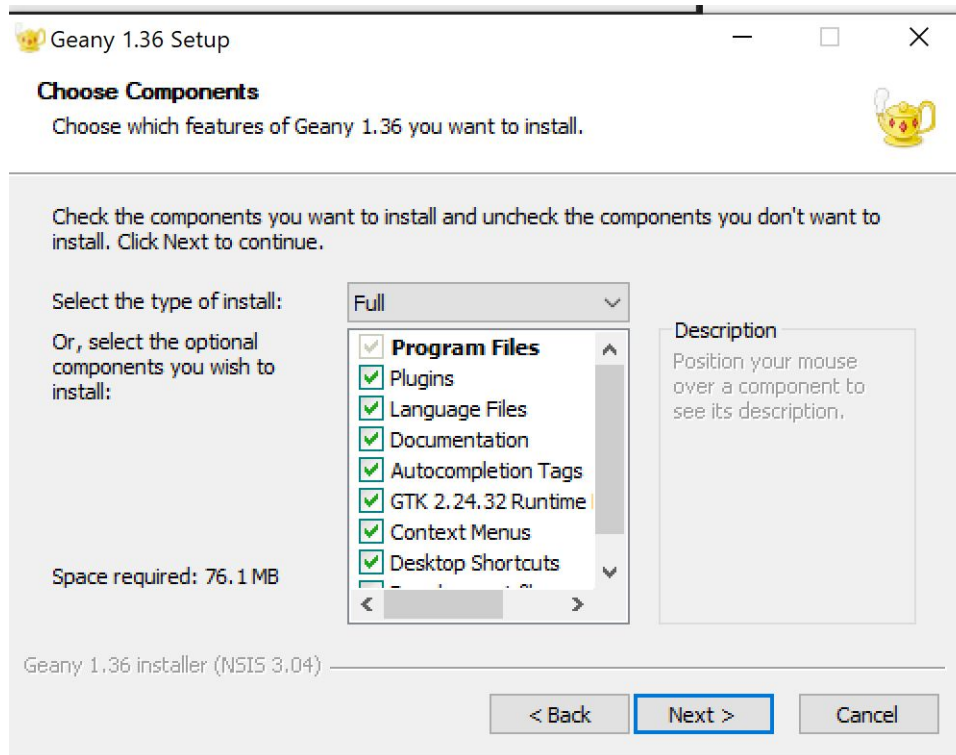 Geany 1.36 Setup
Choose Components
Choose which features of Geany 1.36 you want to install.
Check the components you want to install and uncheck the components you don't want to
install. Click Next to continue.
Select the type of install:
Full
Or, select the optional
components you wish to
install:
Program Files
Plugins
Language Files
Documentation
Autocompletion Tags
GTK 2.24.32 Runtime
Context Menus
Desktop Shortcuts
Description
Position your mouse
over a component to
see its description.
Space required: 76.1 MB
Geany 1.36 installer (NSIS 3.04)
< Back
Next >
Cancel